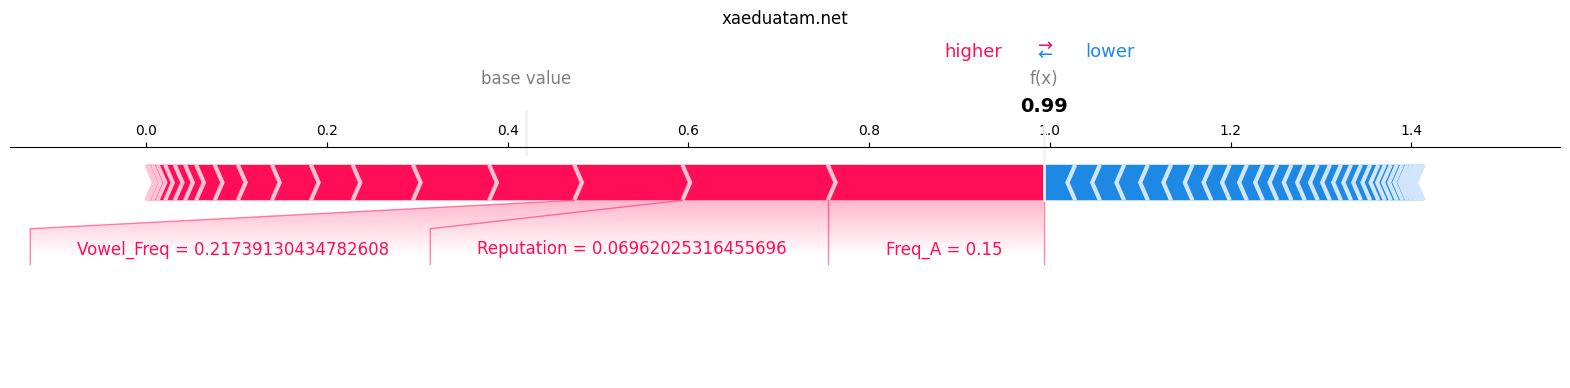 xaeduatam.net
higher ⇄ lower
base value f(x)
0.99
0.0 0.2 0.4 0.6 0.8 1.0 1.2 1.4
Vowel_Freq = 0.21739130434782608 Reputation = 0.06962025316455696 Freq_A = 0.15